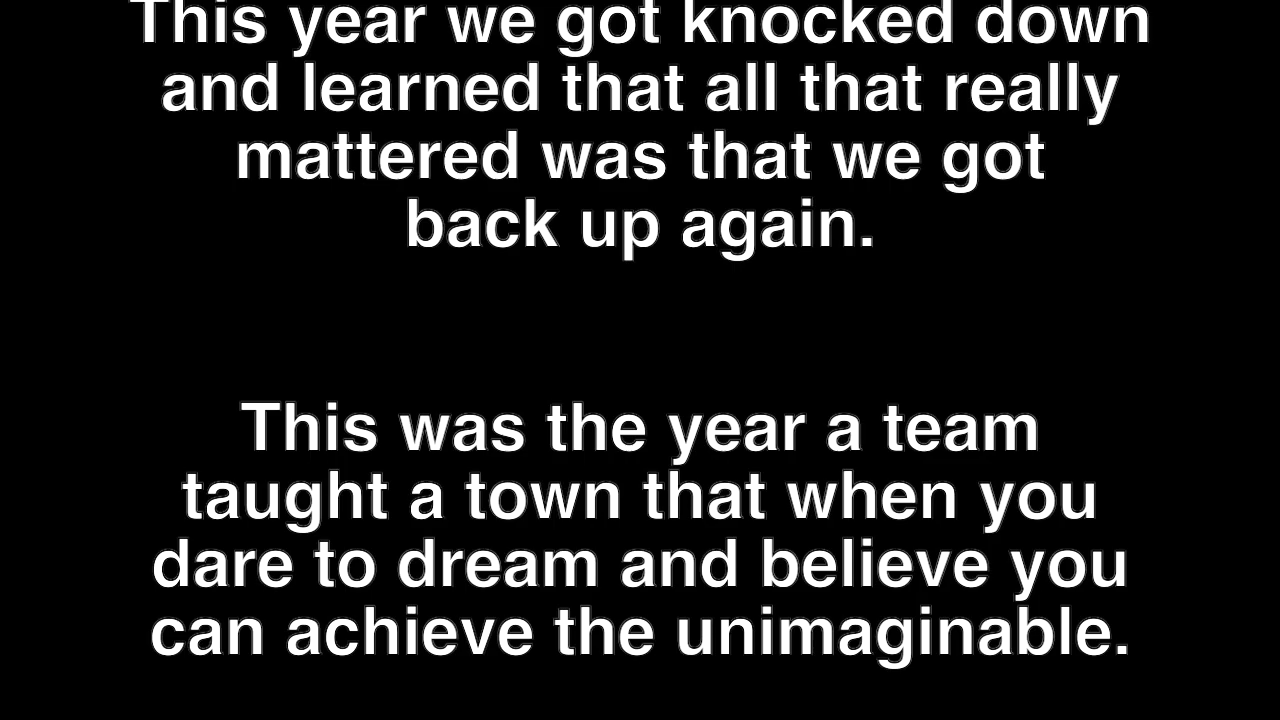 This year we got knocked down
and learned that all that really
mattered was that we got
back up again.
This was the year a team
taught a town that when you
dare to dream and believe you
can achieve the unimaginable.